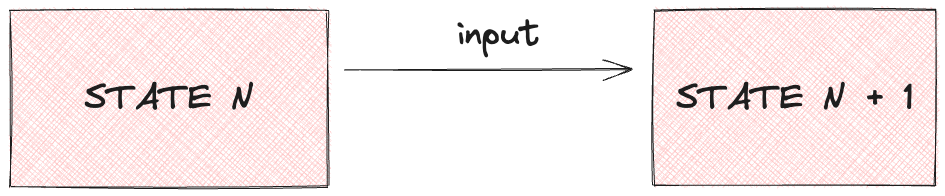 STATE N
input
STATE N + 1